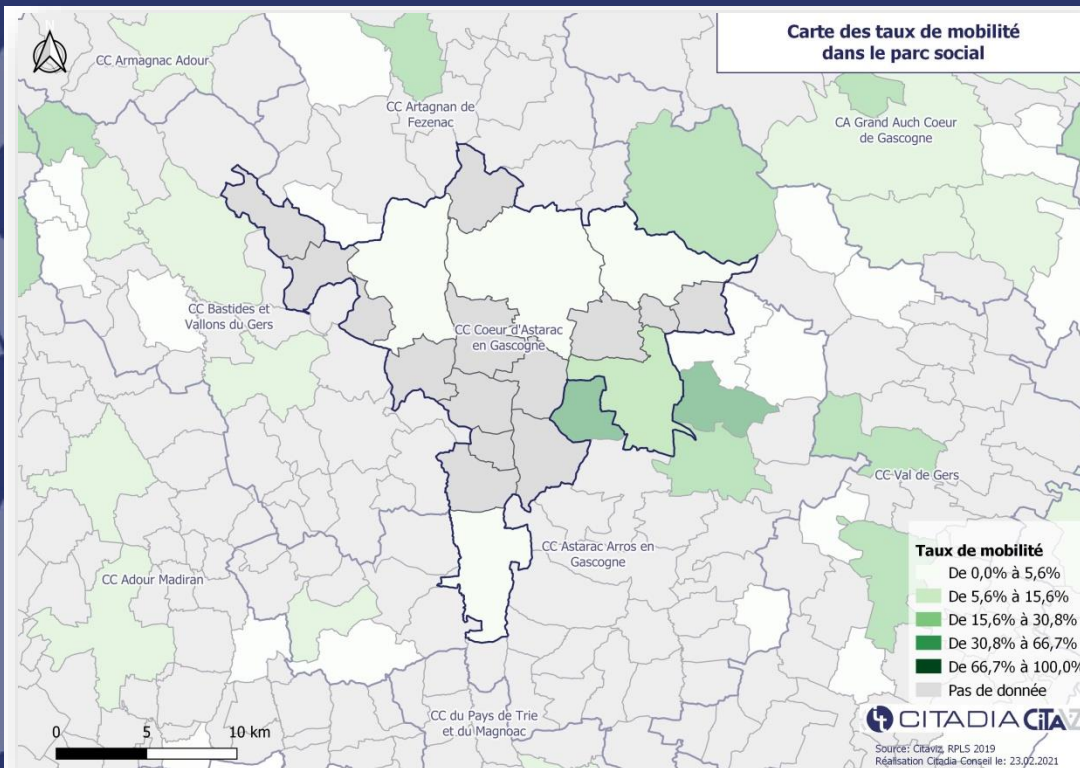 Carte des taux de mobilité
dans le parc social
N
CC Armagnac Adour
CC Artagnan de
Fezenac
CA Grand Auch Coeur
de Gascogne
CC Bastides et
Vallons du Gers
CC Coeur d'Astarac
en Gascogne
CC Val de Gers
CC Astarac Arros en
Gascogne
CC Adour Madiran
CC du Pays de Trie
et du Magnoac
Taux de mobilité
De 0,0% à 5,6%
De 5,6% à 15,6%
De 15,6% à 30,8%
De 30,8% à 66,7%
De 66,7% à 100,0%
Pas de donnée
0 5 10 km
CITADIA CITAVIZ
Source: Citaviz, RPLS 2019
Réalisation Citadia Conseil le: 23.02.2021